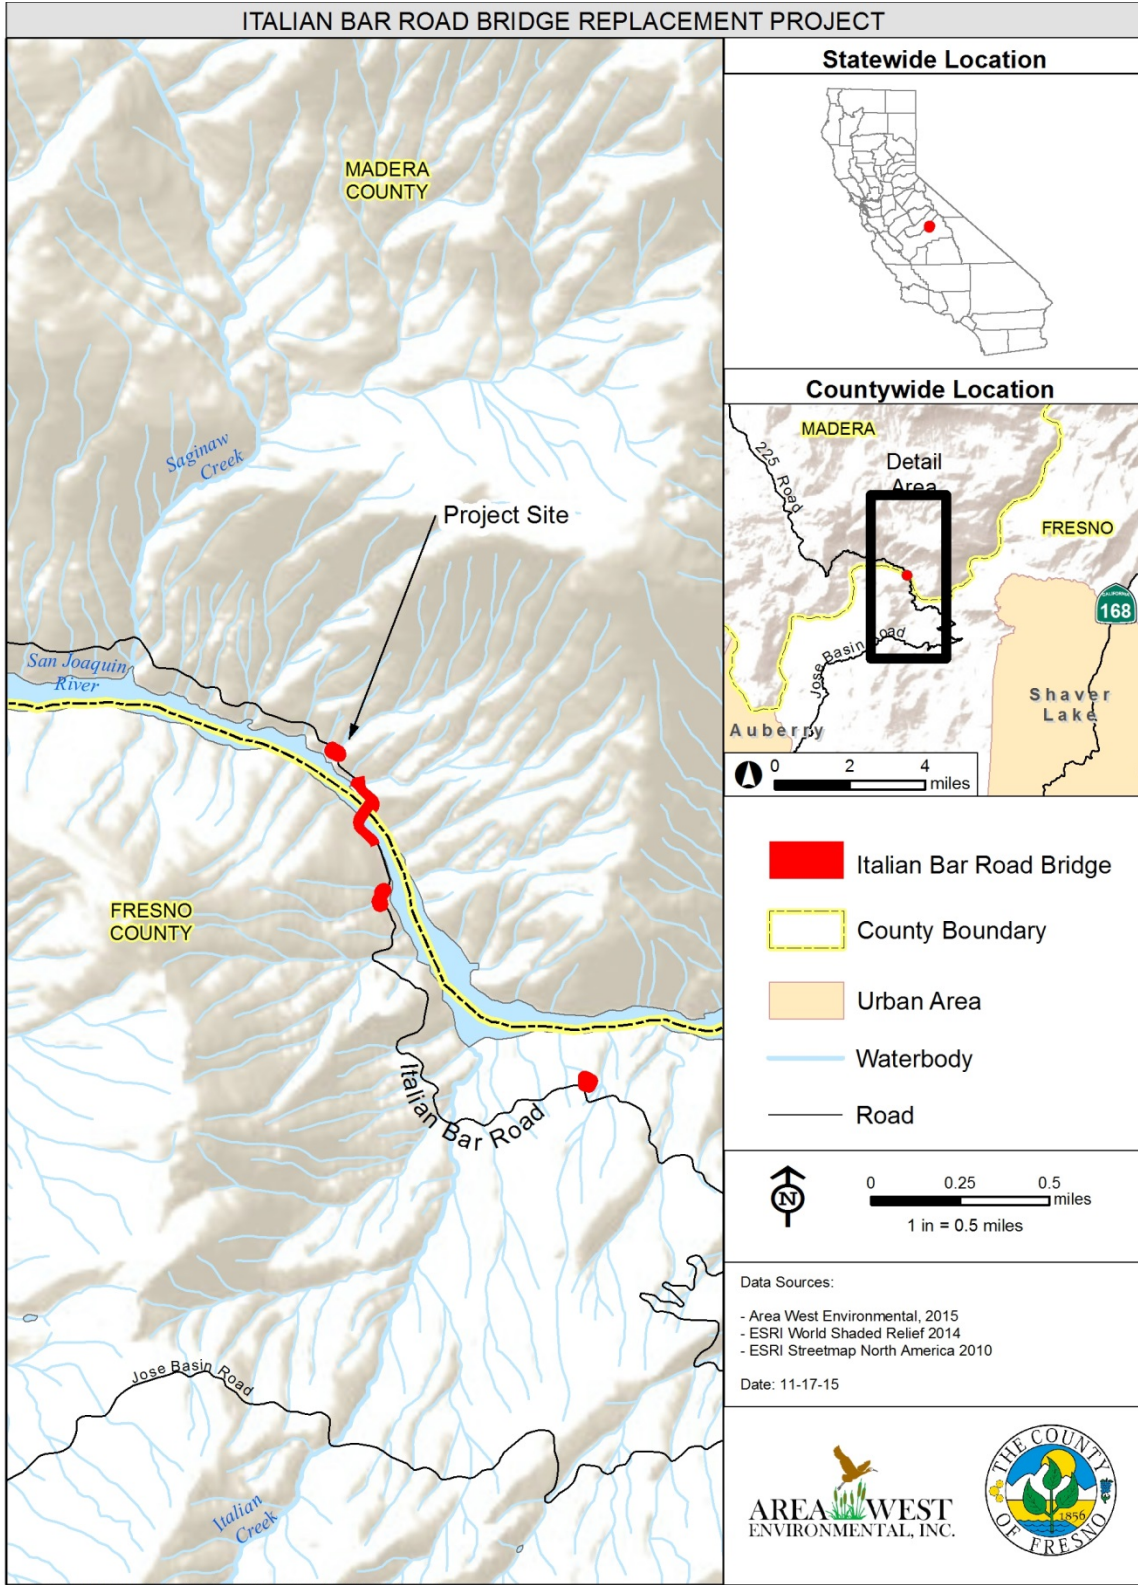 ITALIAN BAR ROAD BRIDGE REPLACEMENT PROJECT
MADERA
COUNTY
Saginaw
Creek
Project Site
San Joaquin
River
FRESNO
COUNTY
Italian Bar Road
Jose Basin Road
Italian
Creek
Statewide Location
Countywide Location
MADERA
225 Road
Detail
Area
FRESNO
CALIFORNIA
168
Jose Basin Road
Shaver
Lake
Auberry
0 2 4
miles
Italian Bar Road Bridge
County Boundary
Urban Area
Waterbody
Road
N
0 0.25 0.5
miles
1 in = 0.5 miles
Data Sources:
- Area West Environmental, 2015
- ESRI World Shaded Relief 2014
- ESRI Streetmap North America 2010
Date: 11-17-15
AREA WEST
ENVIRONMENTAL, INC.
THE COUNTY
OF FRESNO
1856